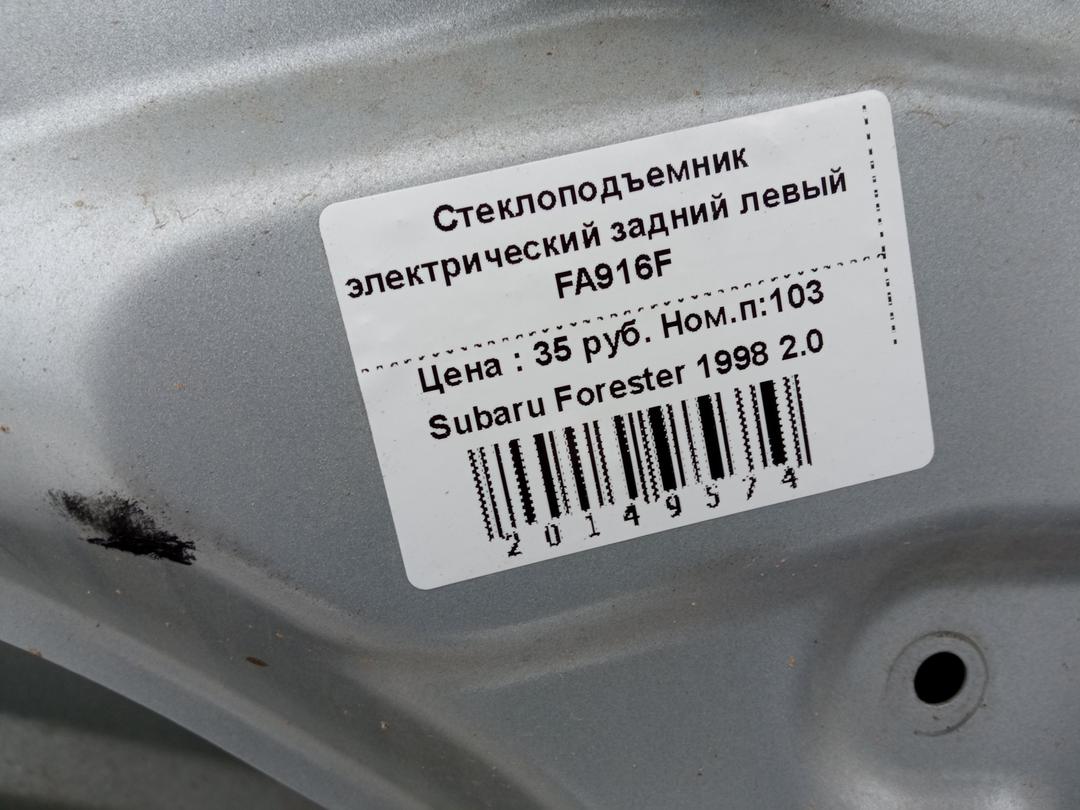 Стеклоподъемник
электрический задний левый
FA916F
Цена : 35 руб. Ном.п:103
Subaru Forester 1998 2.0
20149574